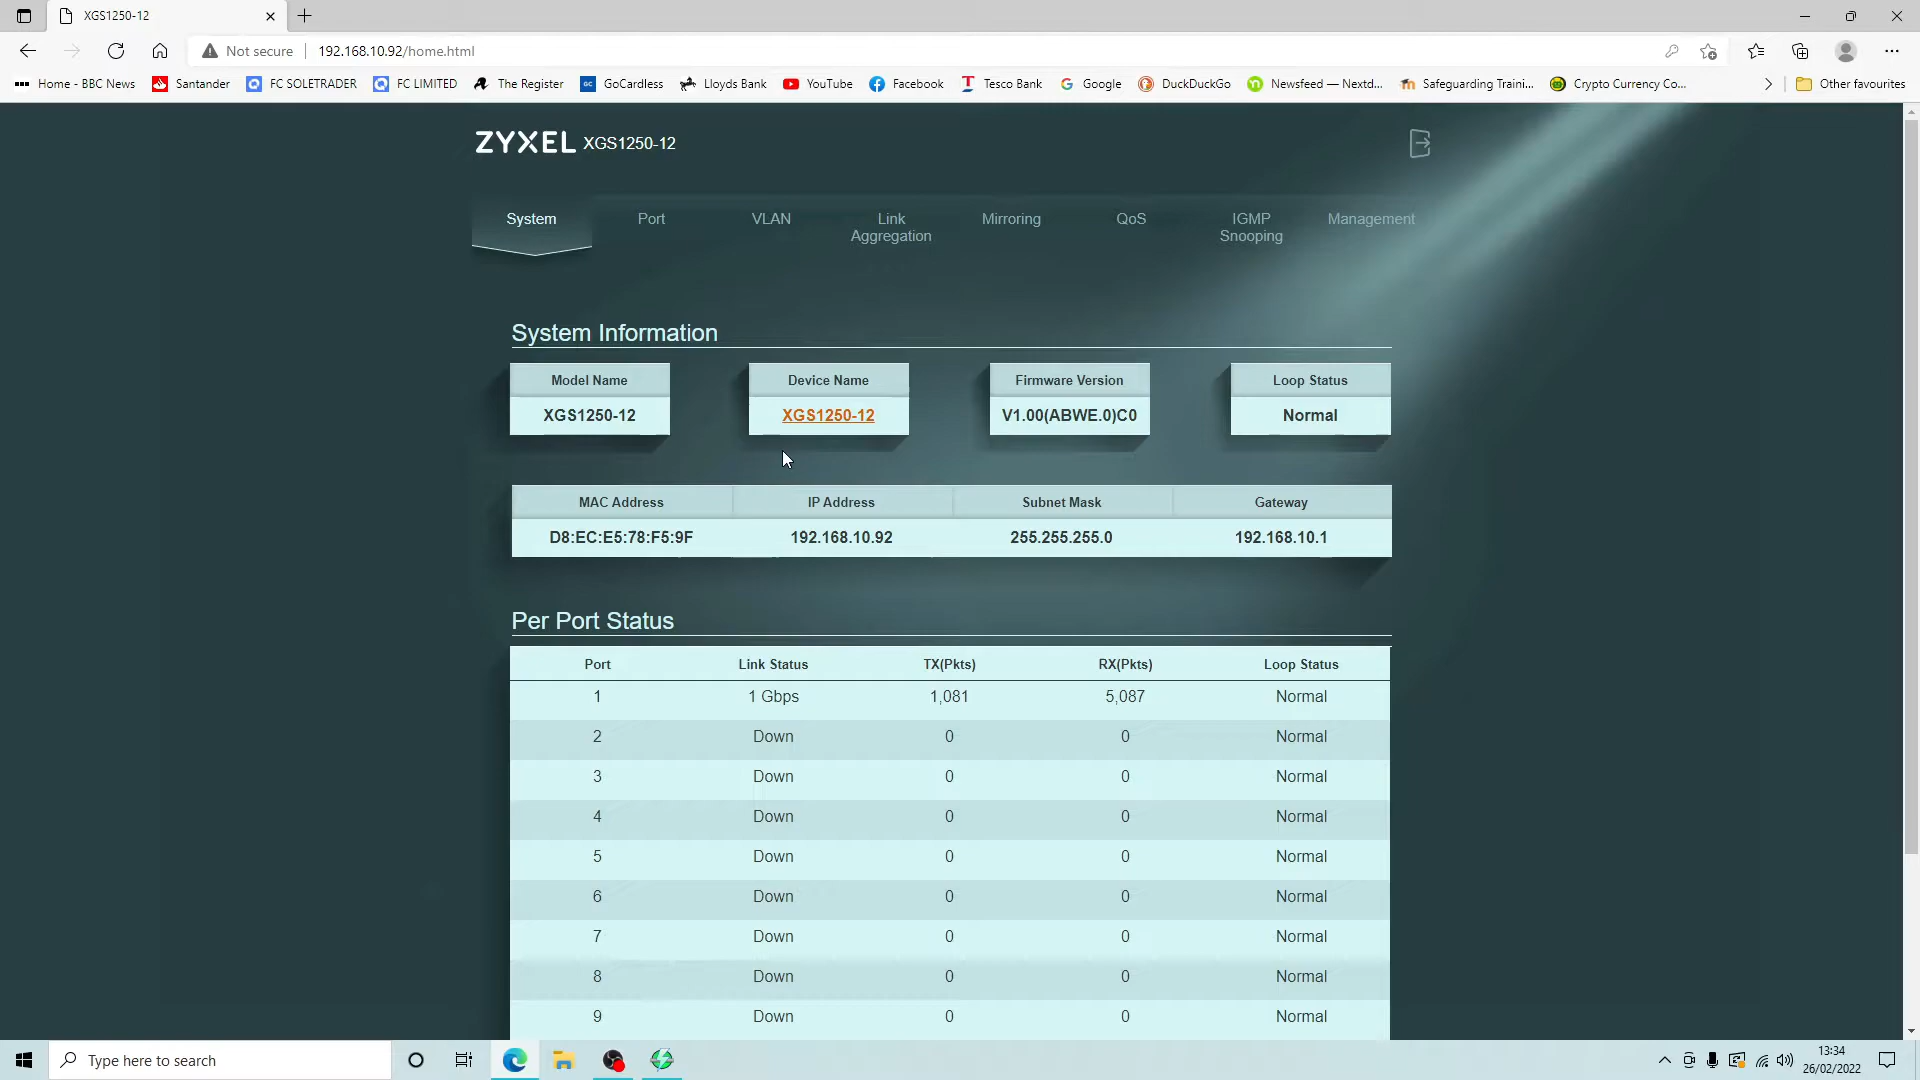 XGS1250-12
Not secure
192.168.10.92/home.html
Home - BBC News
Santander
FC SOLETRADER
FC LIMITED
The Register
GoCardless
Lloyds Bank
YouTube
Facebook
Tesco Bank
Google
DuckDuckGo
Newsfeed — Nextd...
Safeguarding Traini...
Crypto Currency Co...
Other favourites
ZYXEL XGS1250-12
System
Port
VLAN
Link
Aggregation
Mirroring
QoS
IGMP
Snooping
Management
System Information
Model Name
XGS1250-12
Device Name
XGS1250-12
Firmware Version
V1.00(ABWE.0)C0
Loop Status
Normal
MAC Address IP Address Subnet Mask Gateway
D8:EC:E5:78:F5:9F 192.168.10.92 255.255.255.0 192.168.10.1
Per Port Status
Port Link Status TX(Pkts) RX(Pkts) Loop Status
1 1 Gbps 1,081 5,087 Normal
2 Down 0 0 Normal
3 Down 0 0 Normal
4 Down 0 0 Normal
5 Down 0 0 Normal
6 Down 0 0 Normal
7 Down 0 0 Normal
8 Down 0 0 Normal
9 Down 0 0 Normal
Type here to search
13:34
26/02/2022